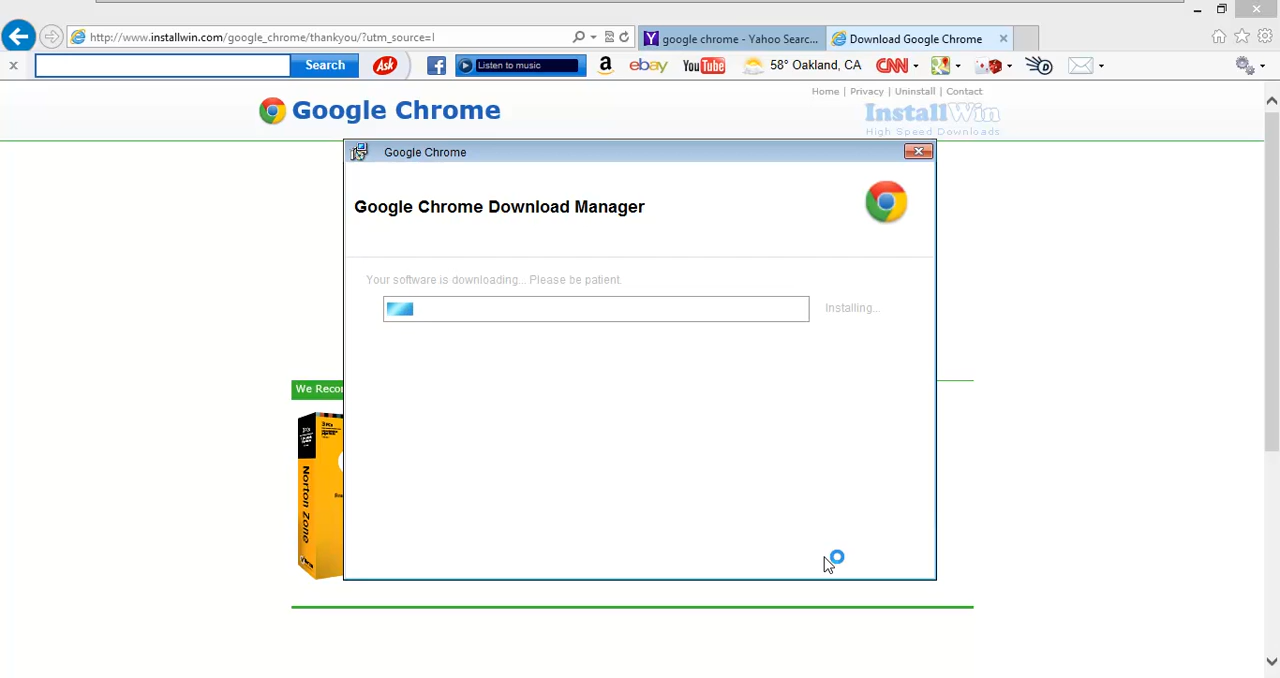 http://www.installwin.com/google_chrome/thankyou/?utm_source=l
google chrome - Yahoo Searc...
Download Google Chrome
Search
Ask
Listen to music
a
ebay
YouTube
58° Oakland, CA
CNN
Home | Privacy | Uninstall | Contact
Google Chrome
InstallWin
High Speed Downloads
Google Chrome
Google Chrome Download Manager
Your software is downloading... Please be patient.
Installing...
We Recor
Norton Zone